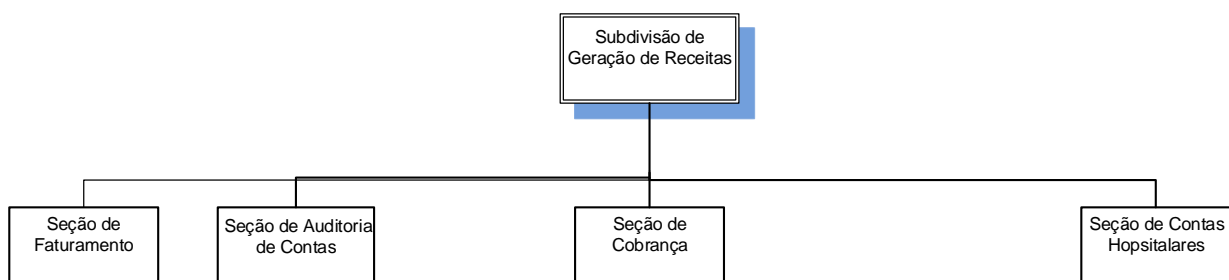 Subdivisão de
Geração de Receitas
Seção de
Faturamento
Seção de Auditoria
de Contas
Seção de
Cobrança
Seção de Contas
Hopsitalares